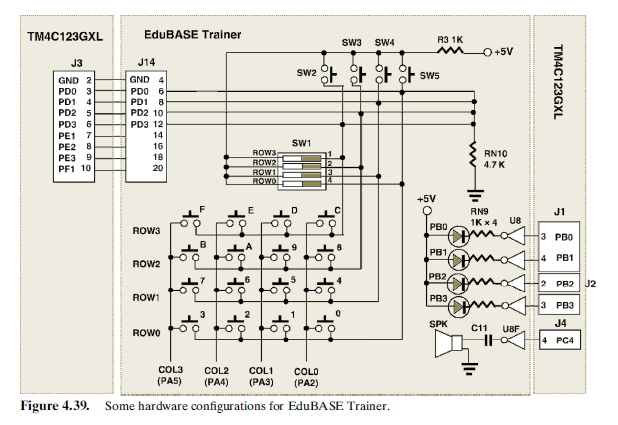 TM4C123GXL
EduBASE Trainer
J3
J14
GND 2
PD0 3
PD1 4
PD2 5
PD3 6
PE1 7
PE2 8
PE3 9
PF1 10
GND 4
PD0 6
PD1 8
PD2 10
PD3 12
14
16
18
20
SW2
SW3
SW4
SW5
R3 1K
+5V
TM4C123GXL
SW1
ROW3 1
ROW2 2
ROW1 3
ROW0 4
RN10
4.7 K
+5V
RN9
1K × 4
U8
J1
PB0
3 PB0
PB1
4 PB1
PB2
2 PB2
J2
PB3
3 PB3
SPK
C11
U8F
J4
4 PC4
F E D C
ROW3
B A 9 8
ROW2
7 6 5 4
ROW1
3 2 1 0
ROW0
COL3 COL2 COL1 COL0
(PA5) (PA4) (PA3) (PA2)
Figure 4.39. Some hardware configurations for EduBASE Trainer.